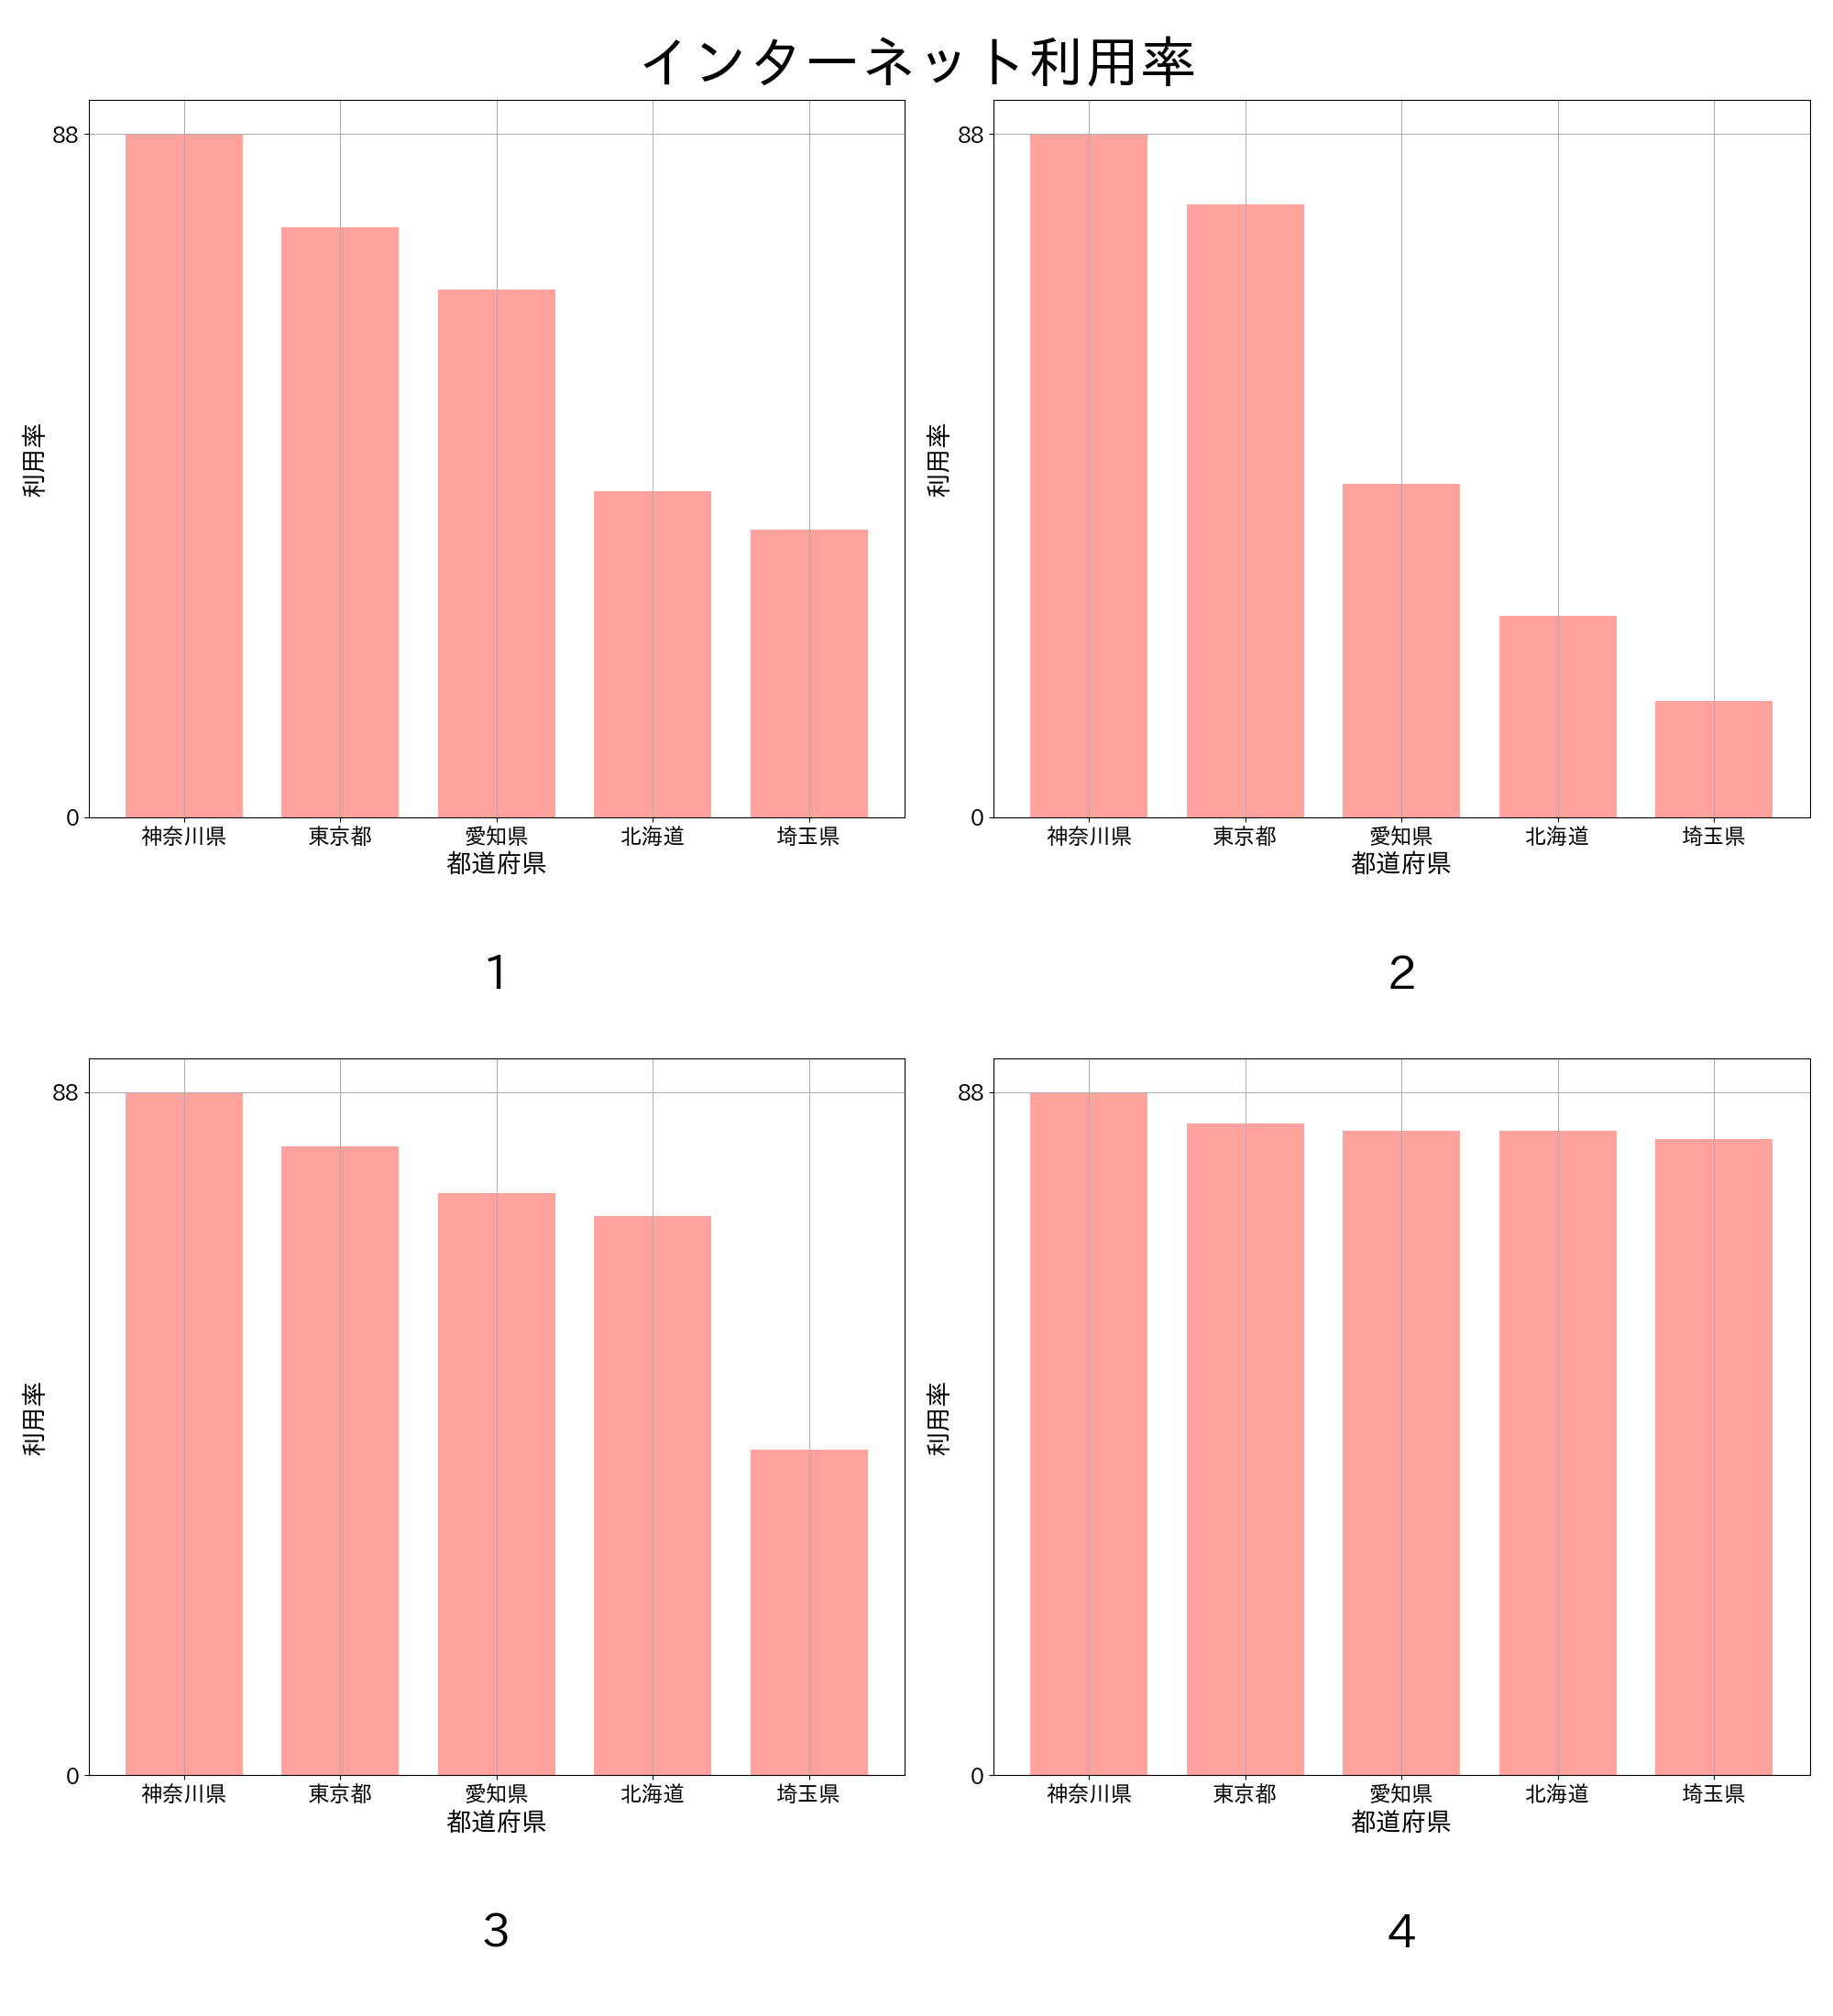 インターネット利用率
88
0
利用率
神奈川県 東京都 愛知県 北海道 埼玉県
都道府県
1
88
0
利用率
神奈川県 東京都 愛知県 北海道 埼玉県
都道府県
2
88
0
利用率
神奈川県 東京都 愛知県 北海道 埼玉県
都道府県
3
88
0
利用率
神奈川県 東京都 愛知県 北海道 埼玉県
都道府県
4